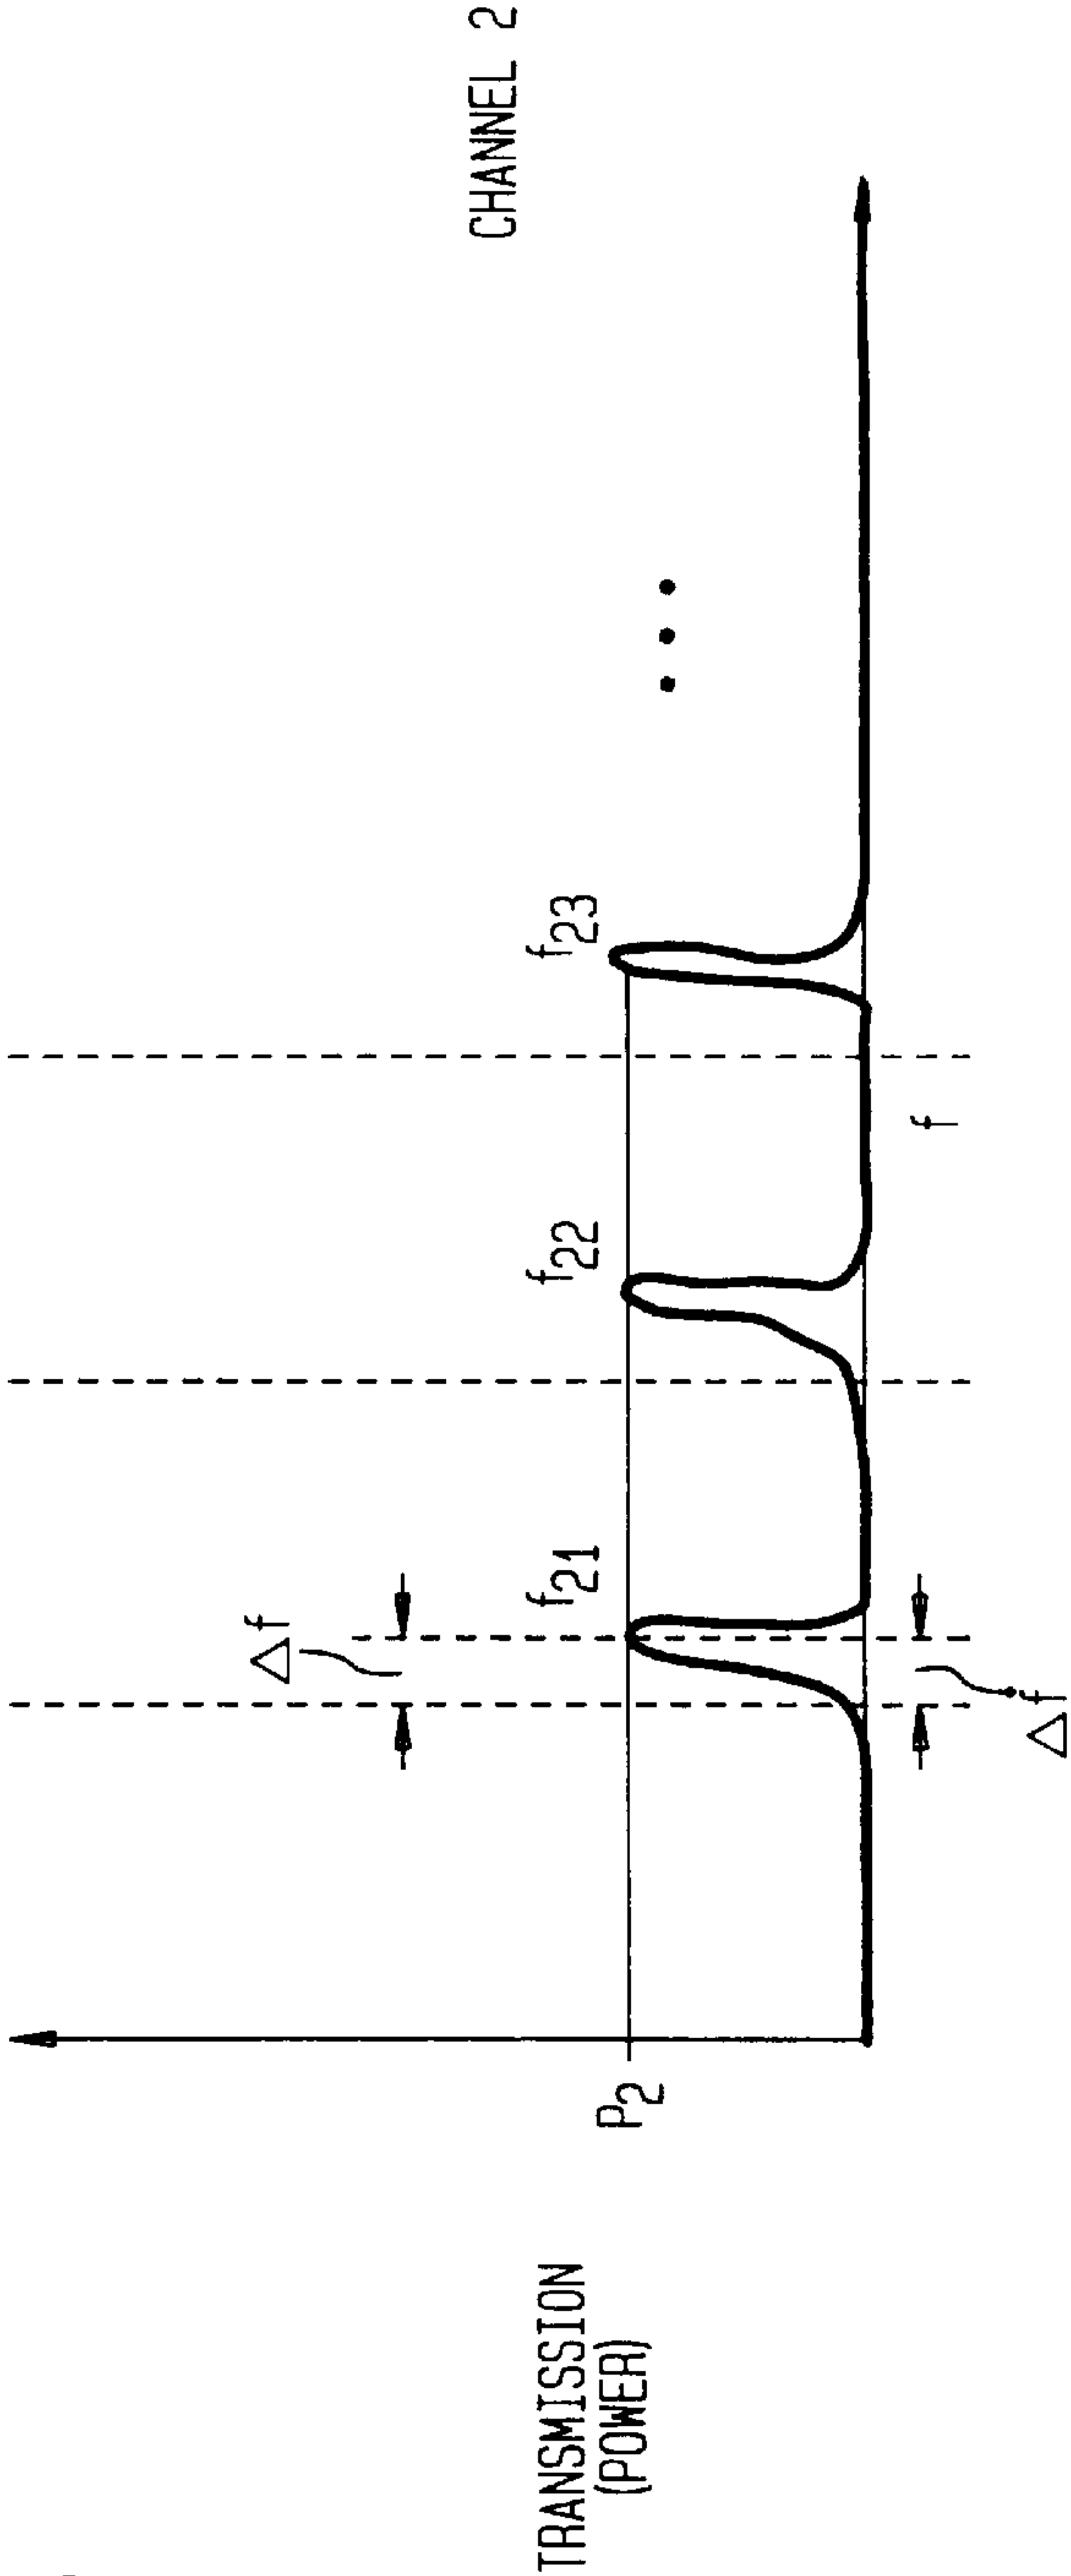 CHANNEL 2
Δf
f21
f22
f23
P2
TRANSMISSION
(POWER)
f
Δf